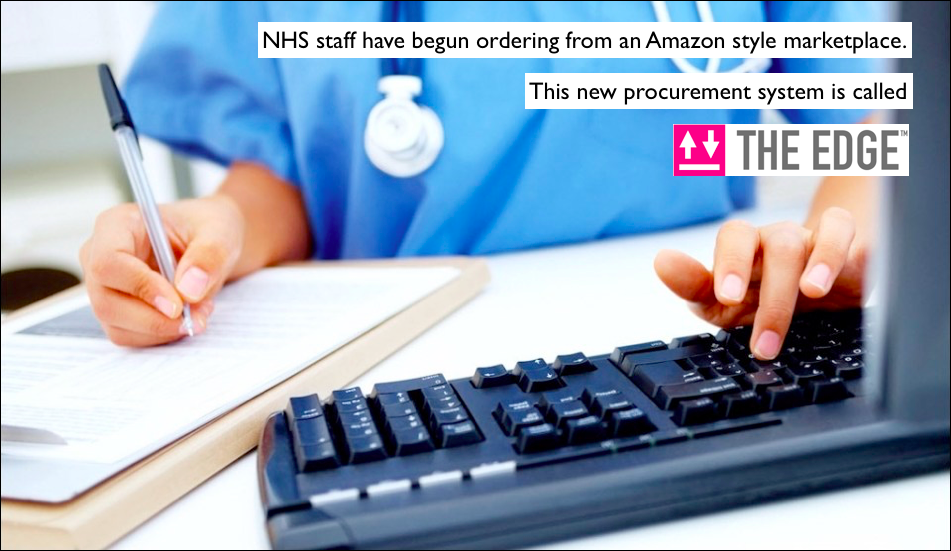 NHS staff have begun ordering from an Amazon style marketplace.
This new procurement system is called
THE EDGE™